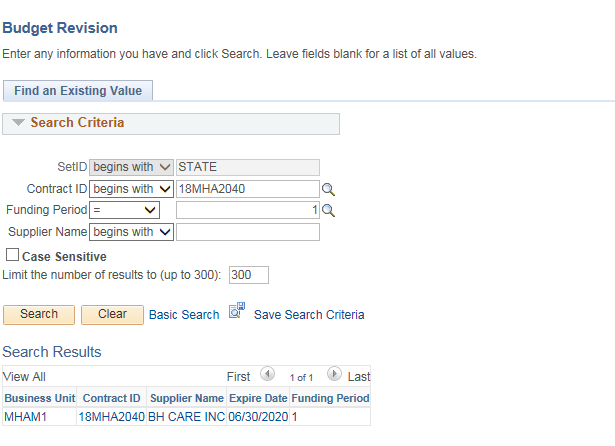 Budget Revision
Enter any information you have and click Search. Leave fields blank for a list of all values.
Find an Existing Value
Search Criteria
SetID begins with STATE
Contract ID begins with 18MHA2040
Funding Period = 1
Supplier Name begins with
Case Sensitive
Limit the number of results to (up to 300): 300
Search Clear Basic Search Save Search Criteria
Search Results
View All First 1 of 1 Last
Business Unit Contract ID Supplier Name Expire Date Funding Period
MHAM1 18MHA2040 BH CARE INC 06/30/2020 1